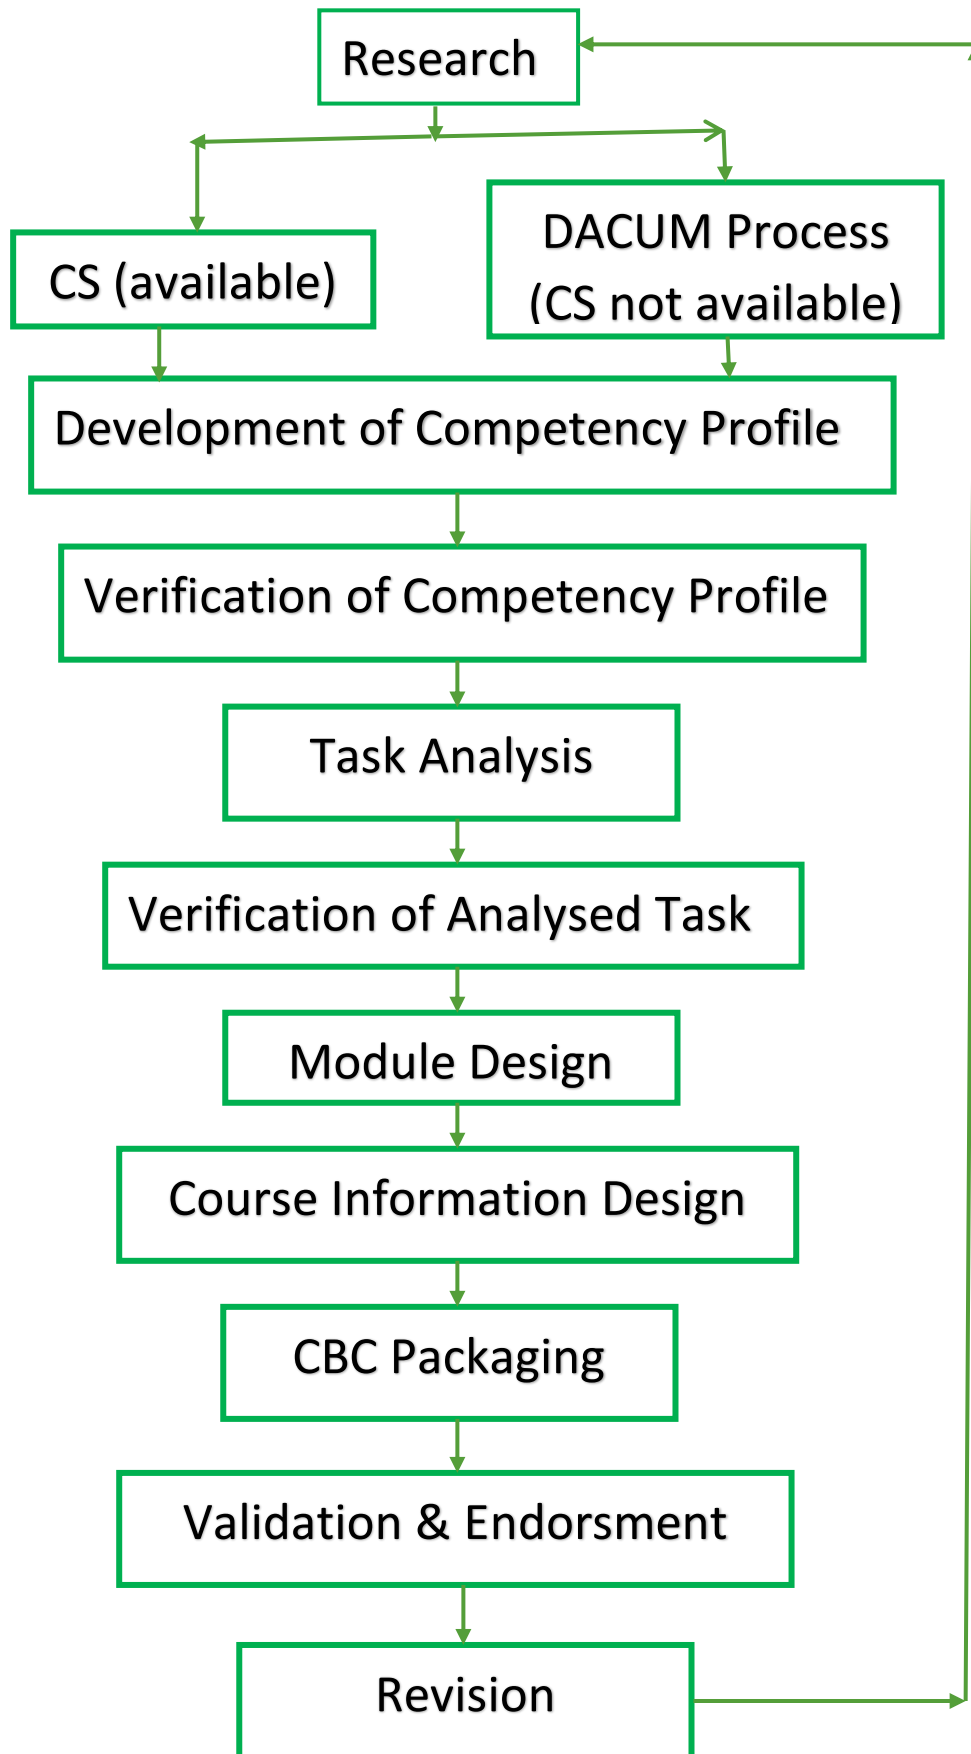 Research
CS (available)
DACUM Process
(CS not available)
Development of Competency Profile
Verification of Competency Profile
Task Analysis
Verification of Analysed Task
Module Design
Course Information Design
CBC Packaging
Validation & Endorsment
Revision